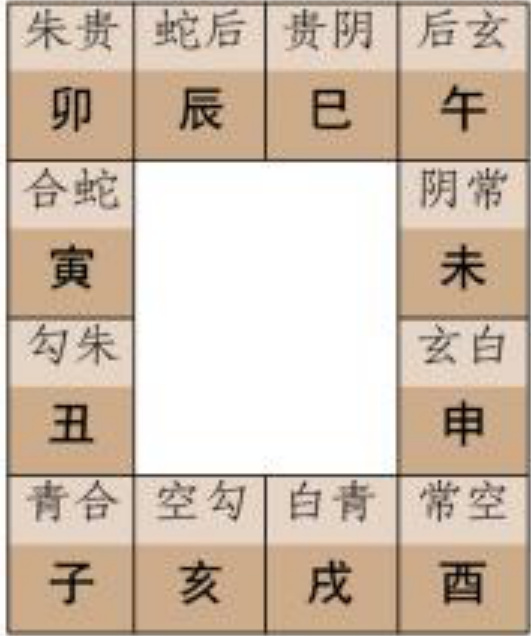 朱贵 蛇后 贵阴 后玄
卯 辰 巳 午
合蛇 阴常
寅 未
勾朱 玄白
丑 申
青合 空勾 白青 常空
子 亥 戌 酉